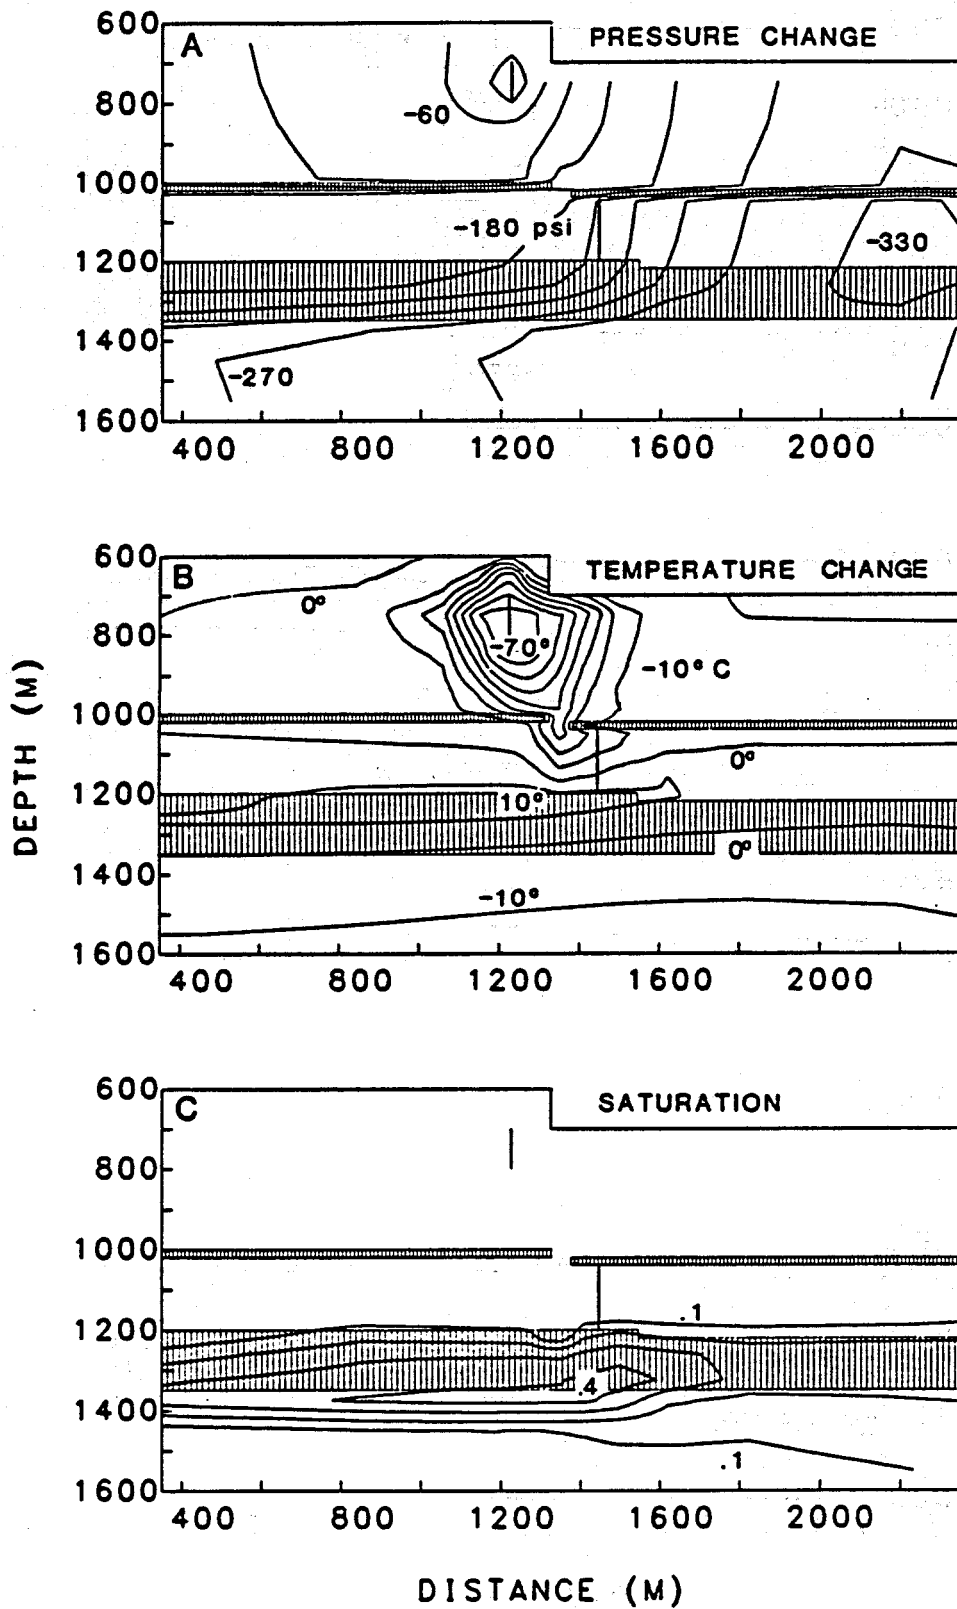 A
PRESSURE CHANGE
600
800
1000
1200
1400
1600
-60
-180 psi
-330
-270
400 800 1200 1600 2000
B
TEMPERATURE CHANGE
600
800
1000
1200
1400
1600
0°
-70°
-10° C
0°
10°
0°
-10°
400 800 1200 1600 2000
DEPTH (M)
C
SATURATION
600
800
1000
1200
1400
1600
.1
.4
.1
400 800 1200 1600 2000
DISTANCE (M)